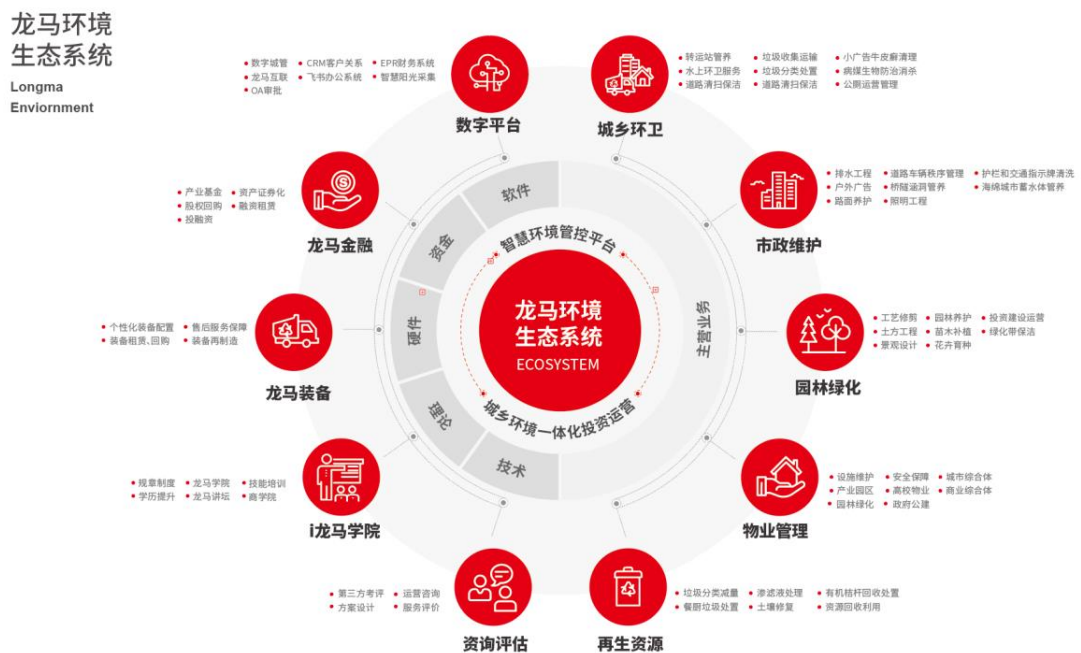 龙马环境
生态系统
Longma
Enviornment
• 数字城管 • CRM客户关系 • EPR财务系统
• 龙马互联 • 飞书办公系统 • 智慧阳光采集
• OA审批
数字平台
• 转运站管养 • 垃圾收集运输 • 小广告牛皮癣清理
• 水上环卫服务 • 垃圾分类处置 • 病媒生物防治消杀
• 道路清扫保洁 • 道路清扫保洁 • 公厕运营管理
城乡环卫
• 产业基金 • 资产证券化
• 股权回购 • 融资租赁
• 投融资
龙马金融
• 排水工程 • 道路车辆秩序管理 • 护栏和交通指示牌清洗
• 户外广告 • 桥隧涵洞管养 • 海绵城市蓄水体管养
• 路面养护 • 照明工程
市政维护
• 个性化装备配置 • 售后服务保障
• 装备租赁、回购 • 装备再制造
龙马装备
• 工艺修剪 • 园林养护 • 投资建设运营
• 土方工程 • 苗木补植 • 绿化带保洁
• 景观设计 • 花卉育种
园林绿化
• 规章制度 • 龙马学院 • 技能培训
• 学历提升 • 龙马讲坛 • 商学院
i龙马学院
• 设施维护 • 安全保障 • 城市综合体
• 产业园区 • 高校物业 • 商业综合体
• 园林绿化 • 政府公建
物业管理
• 第三方考评 • 运营咨询
• 方案设计 • 服务评价
资询评估
• 垃圾分类减量 • 渗滤液处理 • 有机桔杆回收处置
• 餐厨垃圾处置 • 土壤修复 • 资源回收利用
再生资源
软件
资金
硬件
理论
技术
主营业务
智慧环境管控平台
龙马环境
生态系统
ECOSYSTEM
城乡环境一体化投资运营